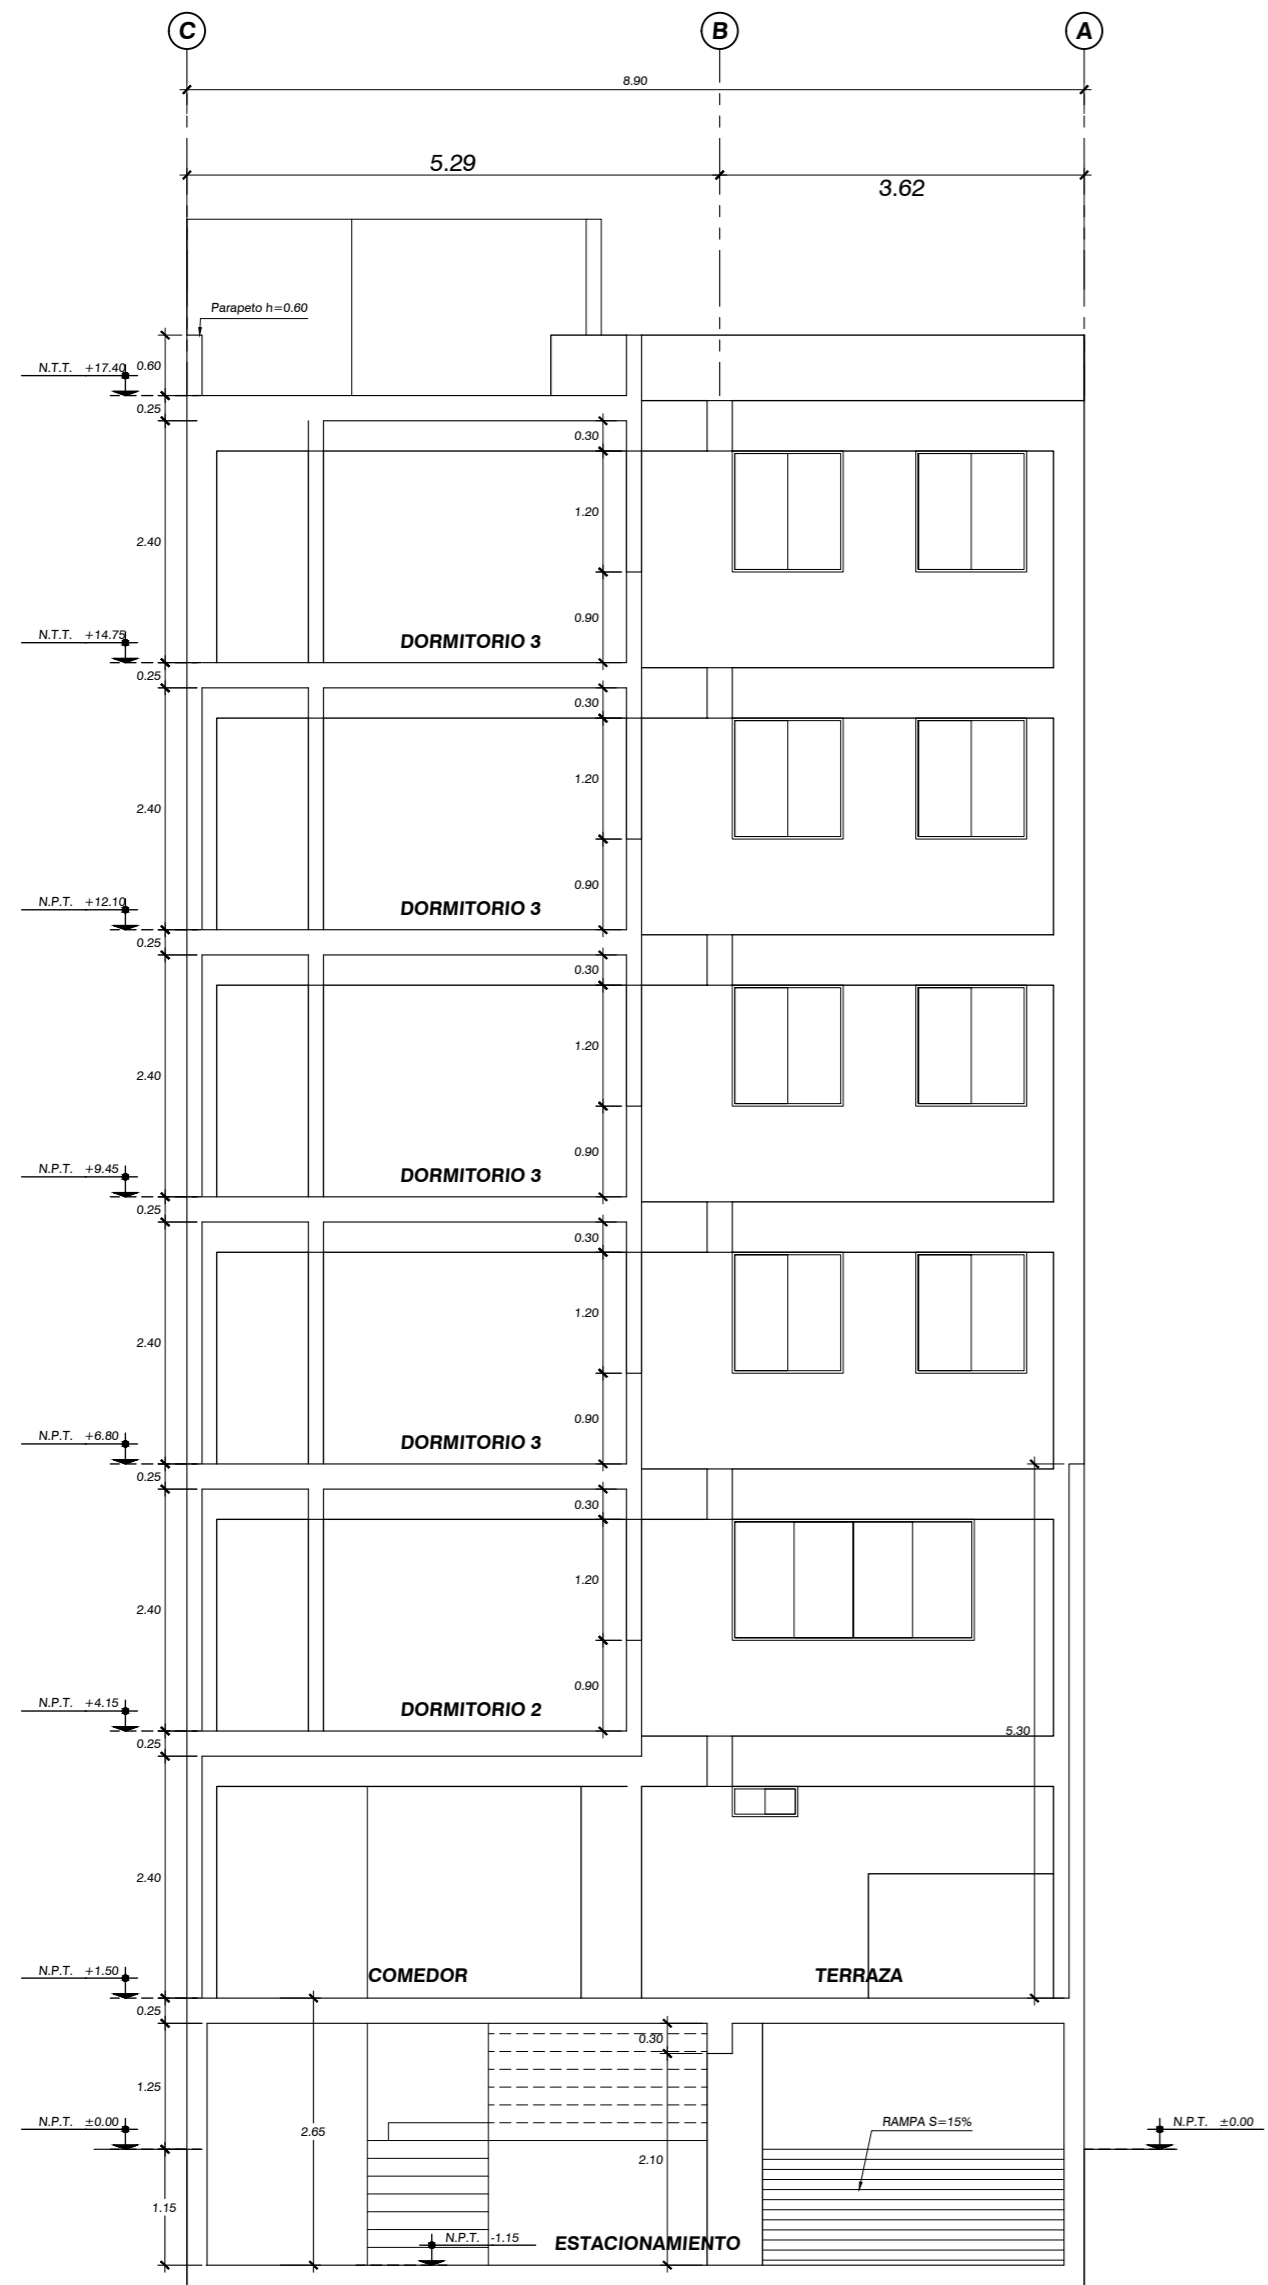 C
B
A
8.90
5.29
3.62
Parapeto h=0.60
N.T.T. +17.40
0.60
0.25
0.30
1.20
2.40
0.90
DORMITORIO 3
N.T.T. +14.75
0.25
0.30
1.20
2.40
0.90
DORMITORIO 3
N.P.T. +12.10
0.25
0.30
1.20
2.40
0.90
DORMITORIO 3
N.P.T. +9.45
0.25
0.30
1.20
2.40
0.90
DORMITORIO 3
N.P.T. +6.80
0.25
0.30
1.20
2.40
0.90
DORMITORIO 2
N.P.T. +4.15
5.30
0.25
2.40
COMEDOR
TERRAZA
N.P.T. +1.50
0.25
0.30
1.25
N.P.T. ±0.00
2.65
RAMPA S=15%
N.P.T. ±0.00
2.10
1.15
N.P.T. -1.15
ESTACIONAMIENTO